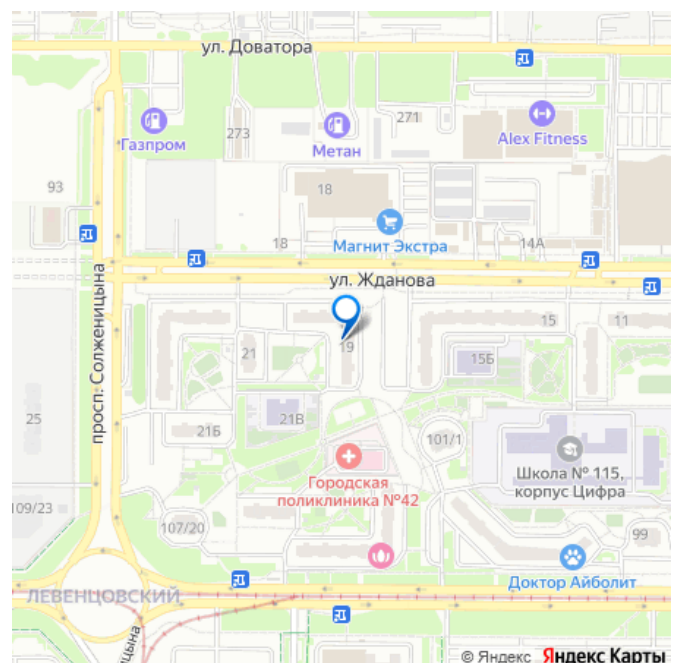 ул. Доватора
Газпром
273
Метан
271
Alex Fitness
93
18
Магнит Экстра
18
14А
ул. Жданова
просп. Солженицына
19
15
11
21
15Б
25
21Б
21В
101/1
Школа № 115,
корпус Цифра
Городская
поликлиника №42
109/23
107/20
99
Доктор Айболит
ЛЕВЕНЦОВСКИЙ
© Яндекс Яндекс Карты